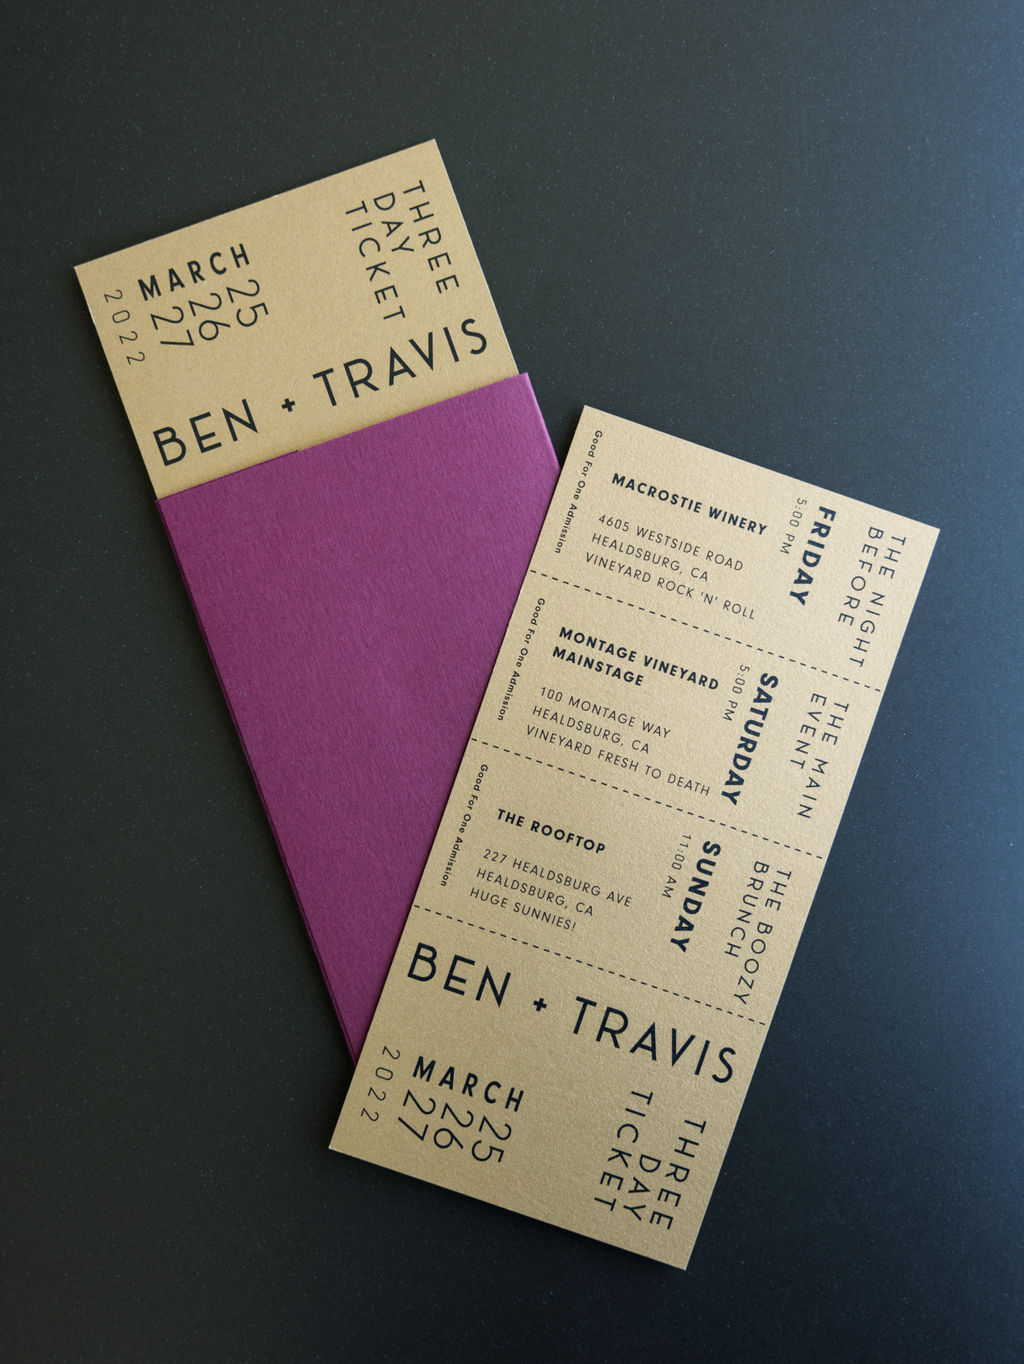 THREE
DAY
TICKET
MARCH
25
26
27
2022
BEN + TRAVIS
THE NIGHT
BEFORE
FRIDAY
5:00 PM
MACROSTIE WINERY
4605 WESTSIDE ROAD
HEALDSBURG, CA
VINEYARD ROCK 'N' ROLL
Good For One Admission
THE MAIN
EVENT
SATURDAY
5:00 PM
MONTAGE VINEYARD
MAINSTAGE
100 MONTAGE WAY
HEALDSBURG, CA
VINEYARD FRESH TO DEATH
Good For One Admission
THE BOOZY
BRUNCH
SUNDAY
11:00 AM
THE ROOFTOP
227 HEALDSBURG AVE
HEALDSBURG, CA
HUGE SUNNIES!
Good For One Admission
BEN + TRAVIS
MARCH
25
26
27
2022
THREE
DAY
TICKET